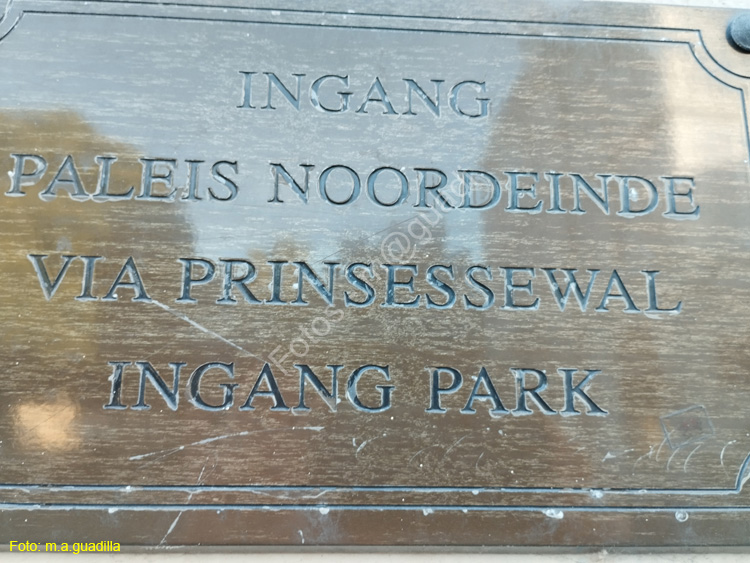 INGANG
PALEIS NOORDEINDE
VIA PRINSESSEWAL
INGANG PARK
Foto: m.a.guadilla